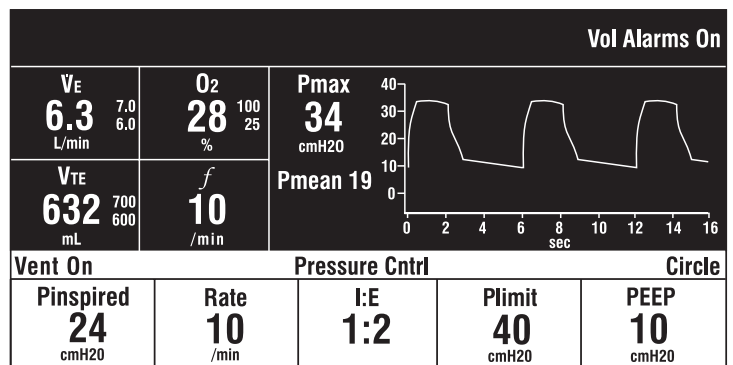 Vol Alarms On
V̇E
6.3 7.0 6.0
L/min
O2
28 100 25
%
Pmax
34
cmH2O
Pmean 19
VTE
632 700 600
mL
f
10
/min
40
30
20
10
0
0 2 4 6 8 10 12 14 16
sec
Vent On Pressure Cntrl Circle
Pinspired
24
cmH20
Rate
10
/min
I:E
1:2
Plimit
40
cmH20
PEEP
10
cmH20